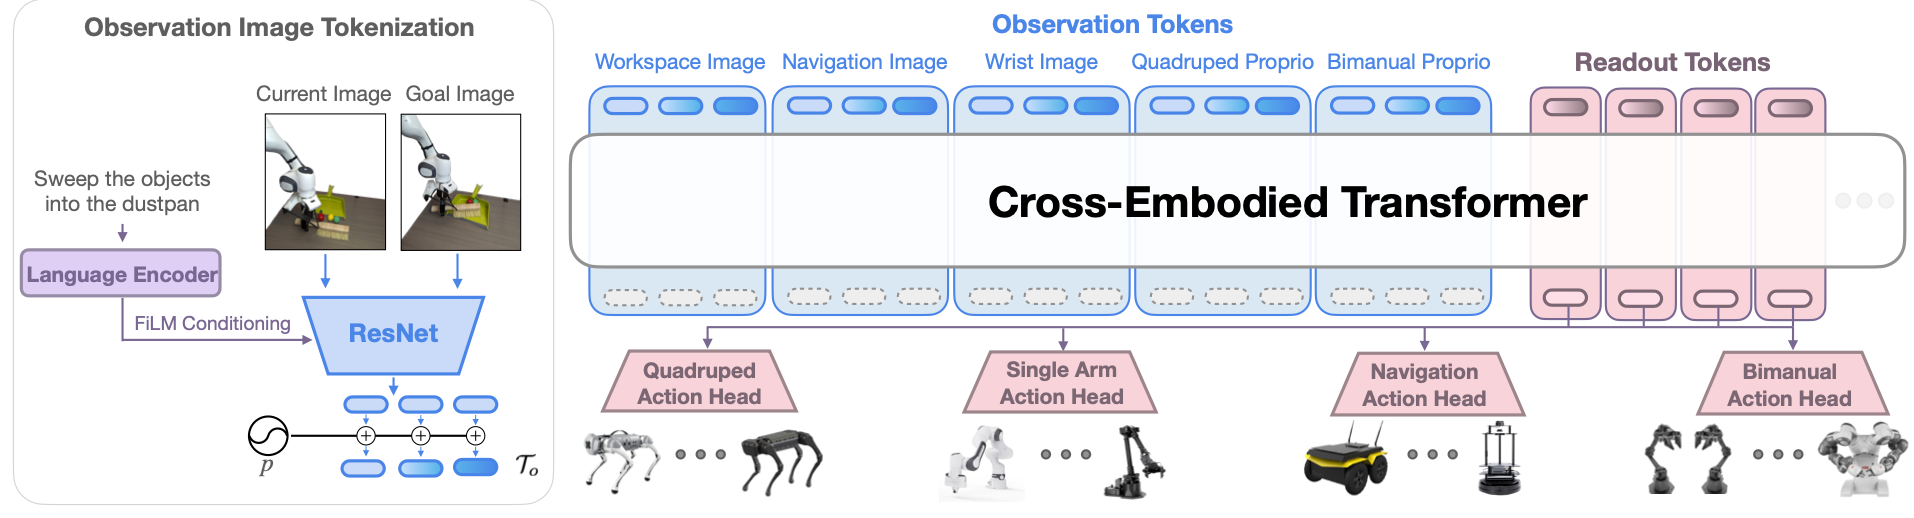 Observation Image Tokenization
Current Image
Goal Image
Sweep the objects
into the dustpan
Language Encoder
FiLM Conditioning
ResNet
p
𝒯ₒ
Observation Tokens
Workspace Image
Navigation Image
Wrist Image
Quadruped Proprio
Bimanual Proprio
Readout Tokens
Cross-Embodied Transformer
Quadruped
Action Head
Single Arm
Action Head
Navigation
Action Head
Bimanual
Action Head